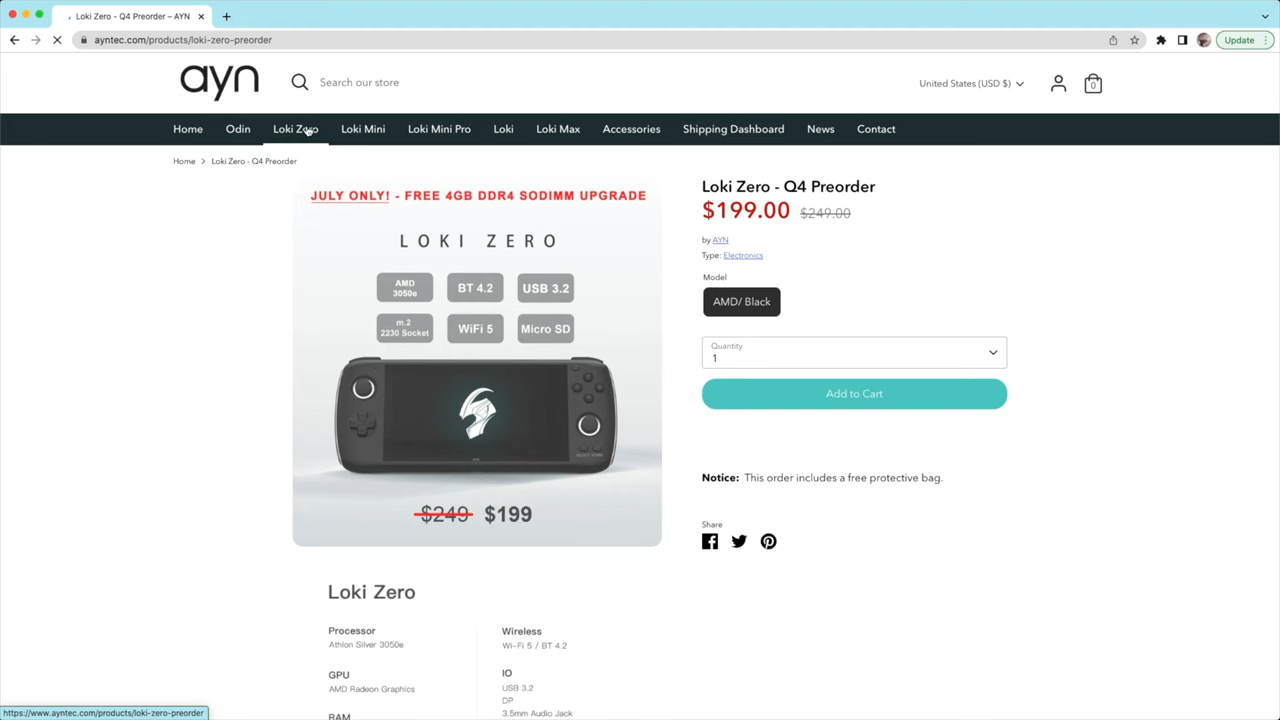 Loki Zero - Q4 Preorder – AYN
ayntec.com/products/loki-zero-preorder
Update
ayn
Search our store
United States (USD $)
0
Home Odin Loki Zero Loki Mini Loki Mini Pro Loki Loki Max Accessories Shipping Dashboard News Contact
Home > Loki Zero - Q4 Preorder
JULY ONLY! - FREE 4GB DDR4 SODIMM UPGRADE
LOKI ZERO
AMD
3050e
BT 4.2
USB 3.2
m.2
2230 Socket
WiFi 5
Micro SD
SELECT
$249 $199
Loki Zero - Q4 Preorder
$199.00 $249.00
by AYN
Type: Electronics
Model
AMD/ Black
Quantity
1
Add to Cart
Notice: This order includes a free protective bag.
Share
Loki Zero
Processor
Athlon Silver 3050e
GPU
AMD Radeon Graphics
RAM
Wireless
Wi-Fi 5 / BT 4.2
IO
USB 3.2
DP
3.5mm Audio Jack
https://www.ayntec.com/products/loki-zero-preorder